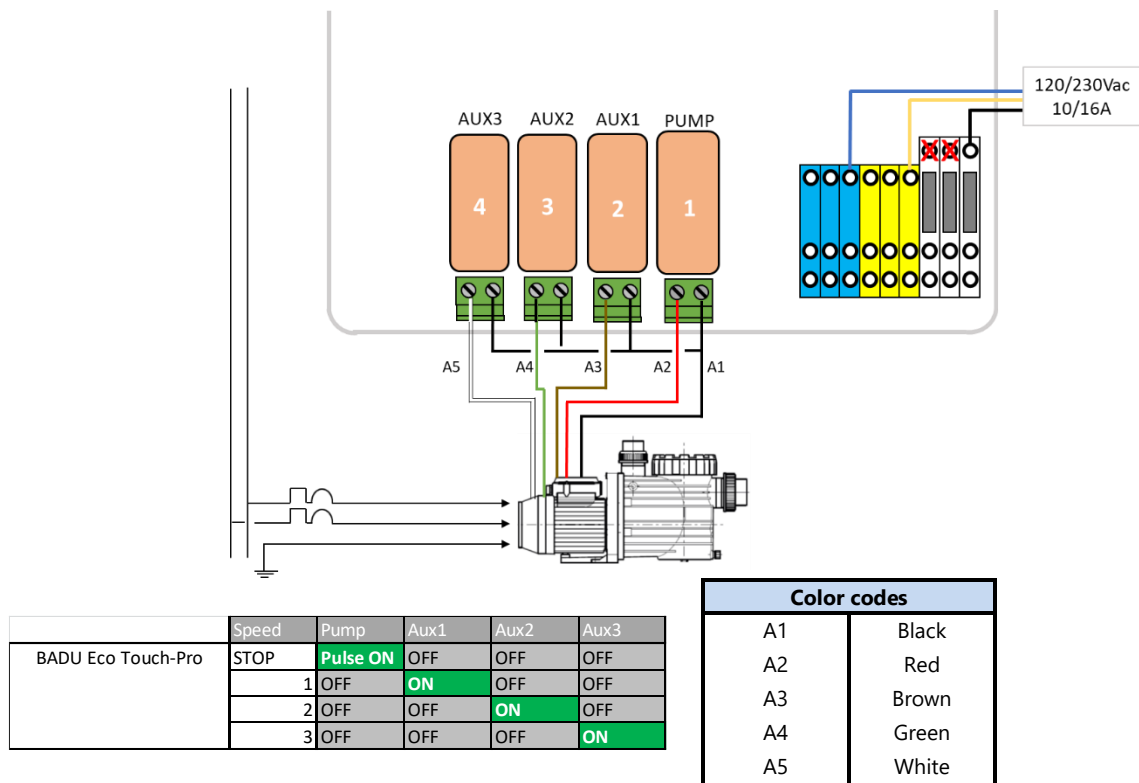 120/230Vac
10/16A
AUX3 AUX2 AUX1 PUMP
4 3 2 1
A5 A4 A3 A2 A1
Color codes
A1 Black
A2 Red
A3 Brown
A4 Green
A5 White
Speed Pump Aux1 Aux2 Aux3
BADU Eco Touch-Pro STOP Pulse ON OFF OFF OFF
1 OFF ON OFF OFF
2 OFF OFF ON OFF
3 OFF OFF OFF ON